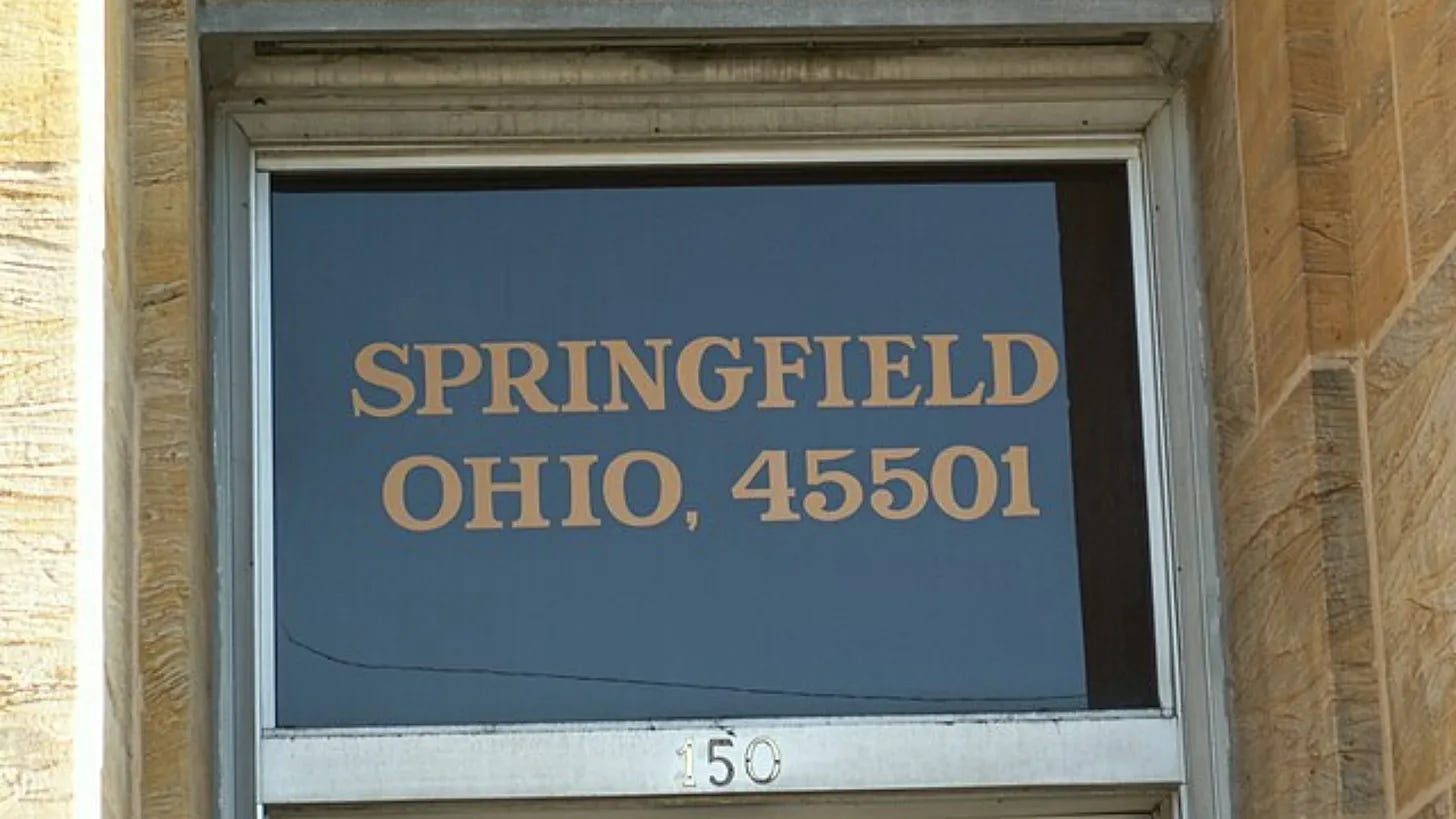 SPRINGFIELD
OHIO, 45501
150